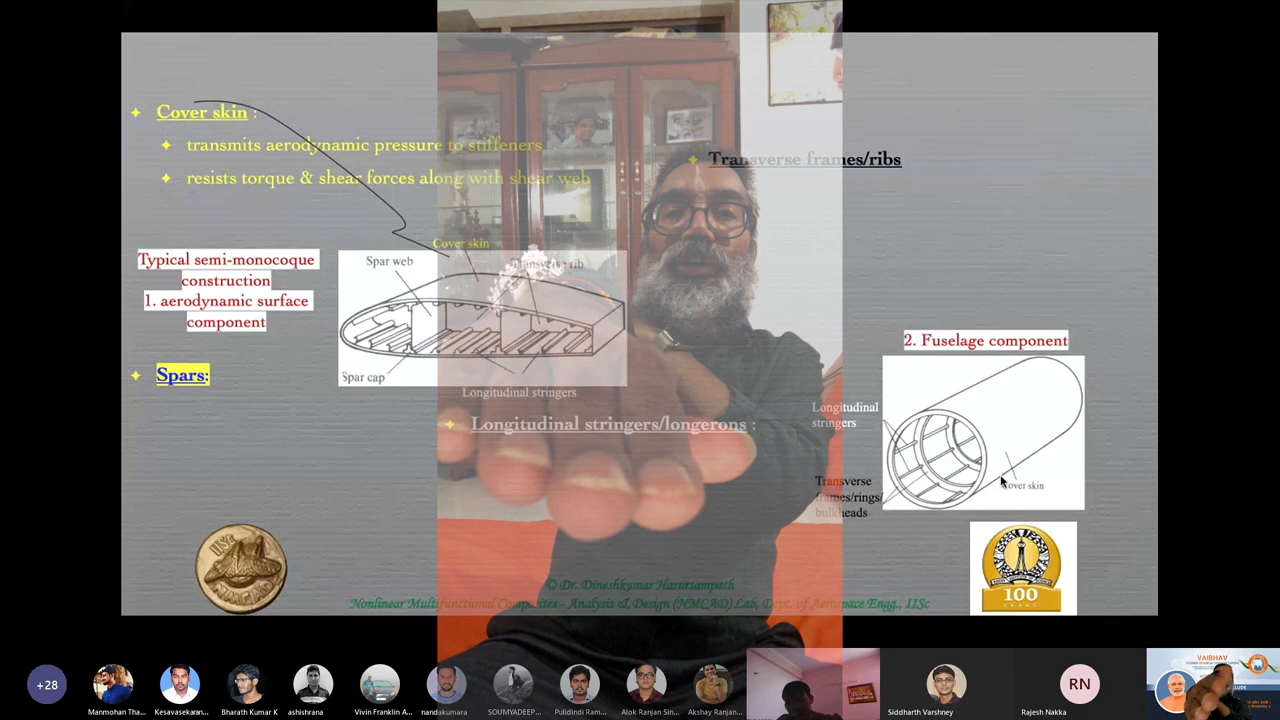 Cover skin :
transmits aerodynamic pressure to stiffeners
resists torque & shear forces along with shear web
Transverse frames/ribs
Typical semi-monocoque
construction
1. aerodynamic surface
component
Cover skin
Spar web
Transverse rib
Spar cap
Longitudinal stringers
Spars:
Longitudinal stringers/longerons :
2. Fuselage component
Longitudinal
stringers
Transverse
frames/rings/
bulkheads
Cover skin
IISc
NMCAD
100
YEARS
© Dr. Dineshkumar Harursampath
Nonlinear Multifunctional Composites - Analysis & Design (NMCAD) Lab, Dept. of Aerospace Engg., IISc
+28
Manmohan Tha...
Kesavasekaran...
Bharath Kumar K
ashishrana
Vivin Franklin A...
nandakumara
SOUMYADEEP...
Pulidindi Ram...
Alok Ranjan Sin...
Akshay Ranjan...
Siddharth Varshney
RN
Rajesh Nakka
VAIBHAV